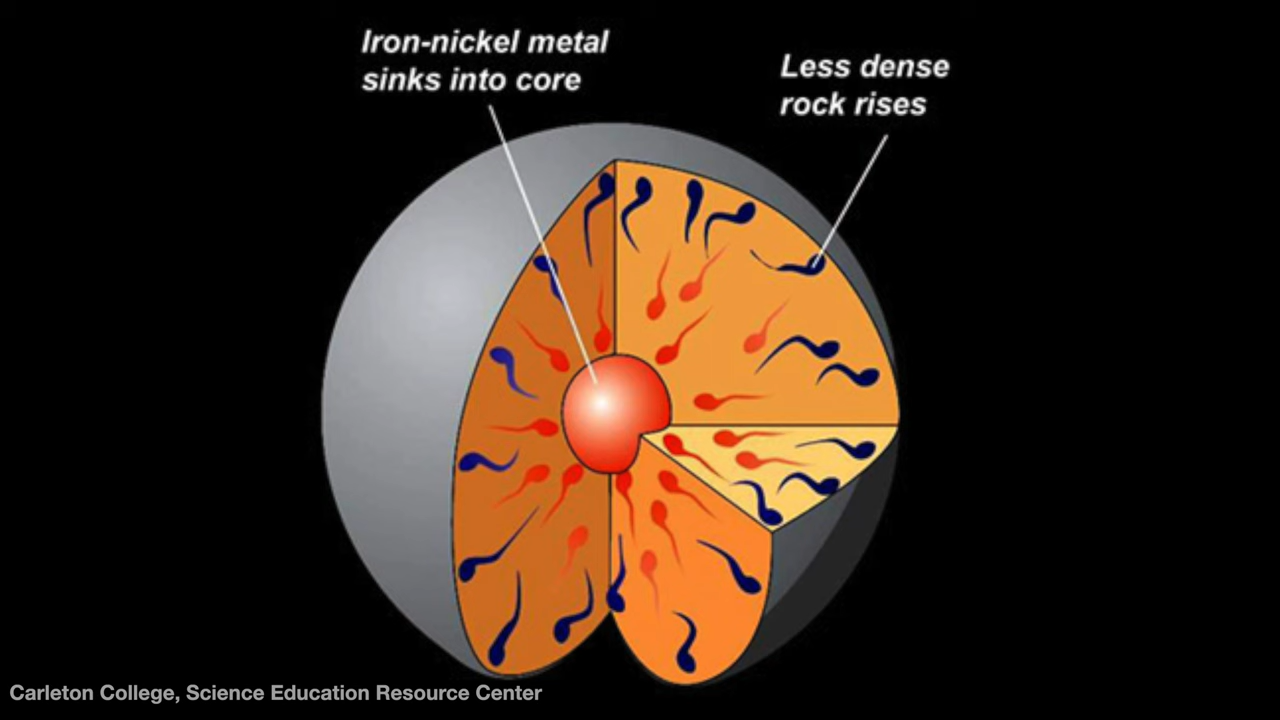 Iron-nickel metal
sinks into core
Less dense
rock rises
Carleton College, Science Education Resource Center